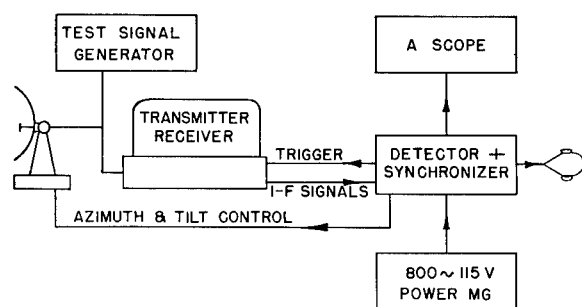 TEST SIGNAL
GENERATOR
A SCOPE
TRANSMITTER
RECEIVER
TRIGGER
I-F SIGNALS
DETECTOR +
SYNCHRONIZER
AZIMUTH & TILT CONTROL
800~115 V
POWER MG